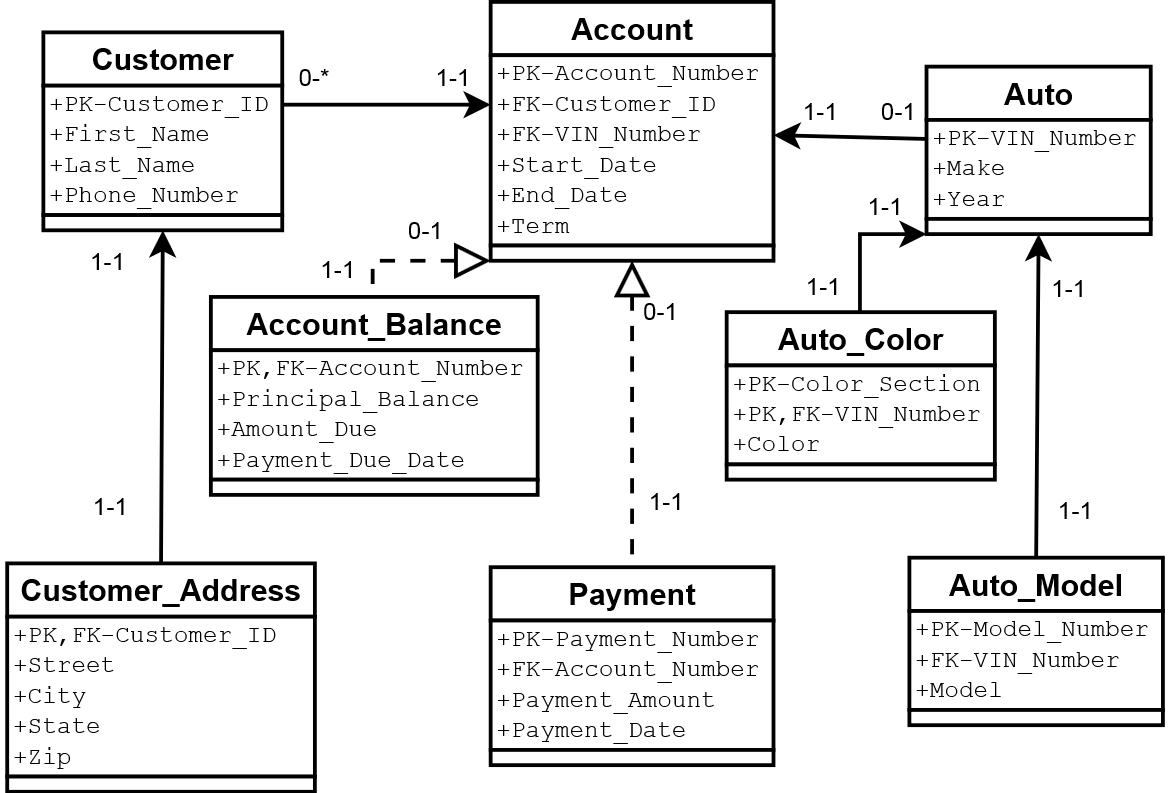 Customer
+PK-Customer_ID
+First_Name
+Last_Name
+Phone_Number
0-*
1-1
Account
+PK-Account_Number
+FK-Customer_ID
+FK-VIN_Number
+Start_Date
+End_Date
+Term
1-1
0-1
Auto
+PK-VIN_Number
+Make
+Year
1-1
0-1
1-1
0-1
1-1
1-1
1-1
Account_Balance
+PK,FK-Account_Number
+Principal_Balance
+Amount_Due
+Payment_Due_Date
Auto_Color
+PK-Color_Section
+PK,FK-VIN_Number
+Color
1-1
1-1
1-1
Customer_Address
+PK,FK-Customer_ID
+Street
+City
+State
+Zip
Payment
+PK-Payment_Number
+FK-Account_Number
+Payment_Amount
+Payment_Date
Auto_Model
+PK-Model_Number
+FK-VIN_Number
+Model